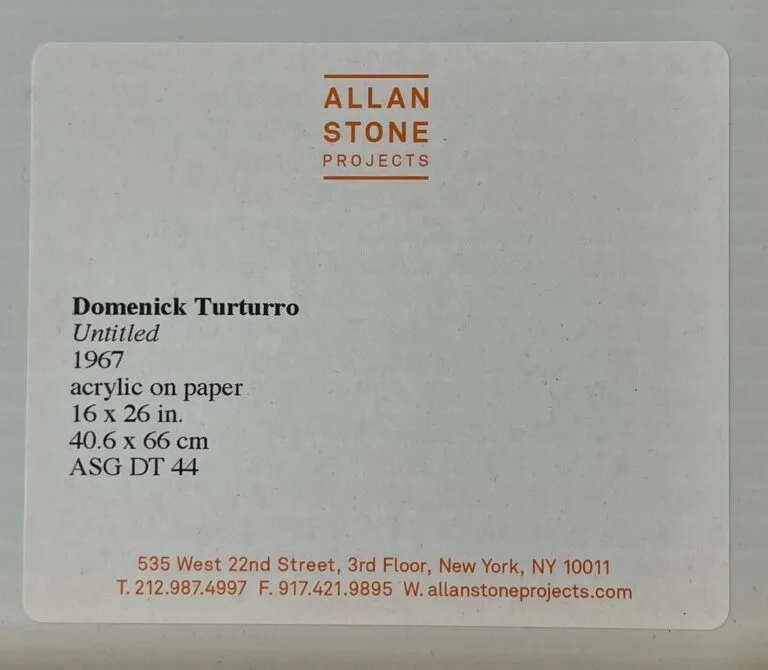 ALLAN
STONE
PROJECTS
Domenick Turturro
Untitled
1967
acrylic on paper
16 x 26 in.
40.6 x 66 cm
ASG DT 44
535 West 22nd Street, 3rd Floor, New York, NY 10011
T. 212.987.4997 F. 917.421.9895 W. allanstoneprojects.com